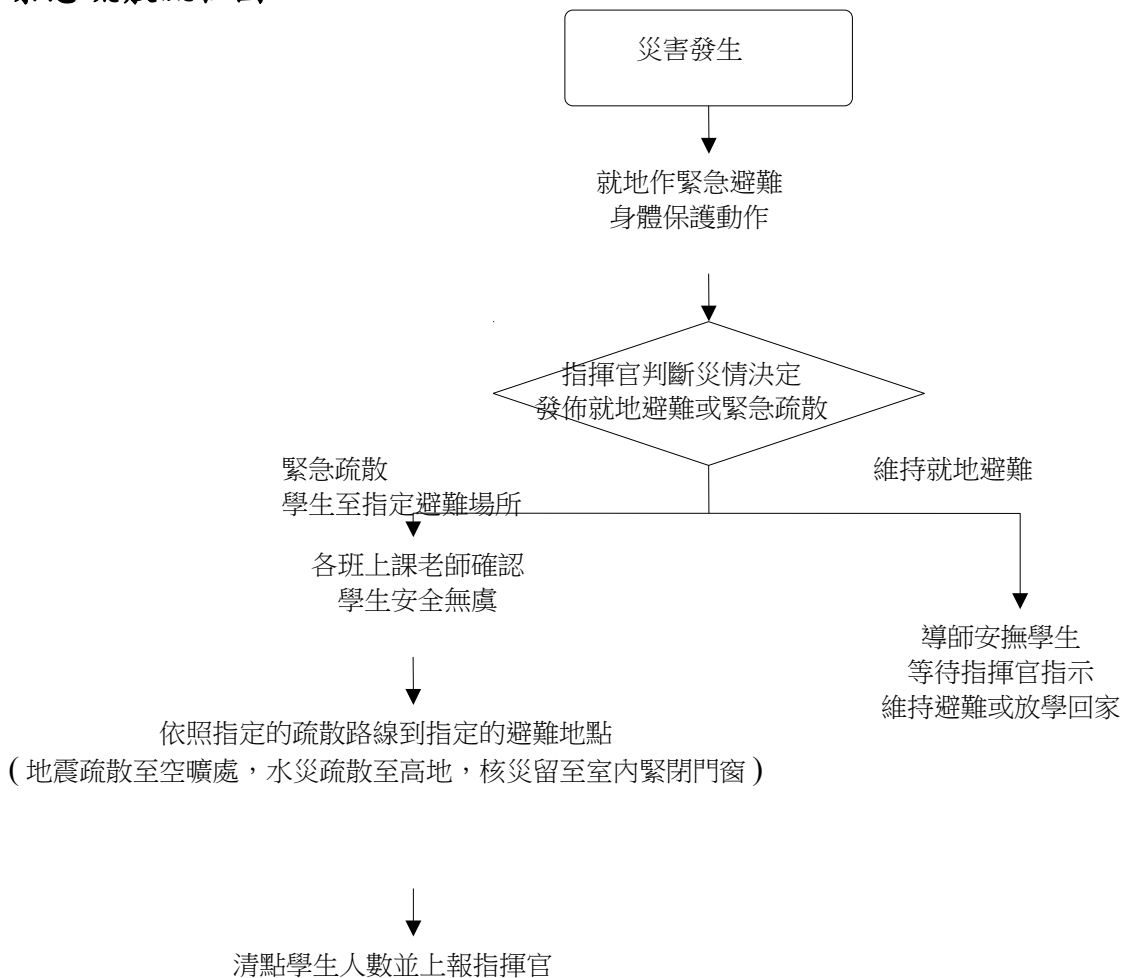 災害發生
就地作緊急避難
身體保護動作
指揮官判斷災情決定
發佈就地避難或緊急疏散
緊急疏散
學生至指定避難場所
維持就地避難
各班上課老師確認
學生安全無虞
導師安撫學生
等待指揮官指示
維持避難或放學回家
依照指定的疏散路線到指定的避難地點
(地震疏散至空曠處，水災疏散至高地，核災留至室內緊閉門窗)
清點學生人數並上報指揮官